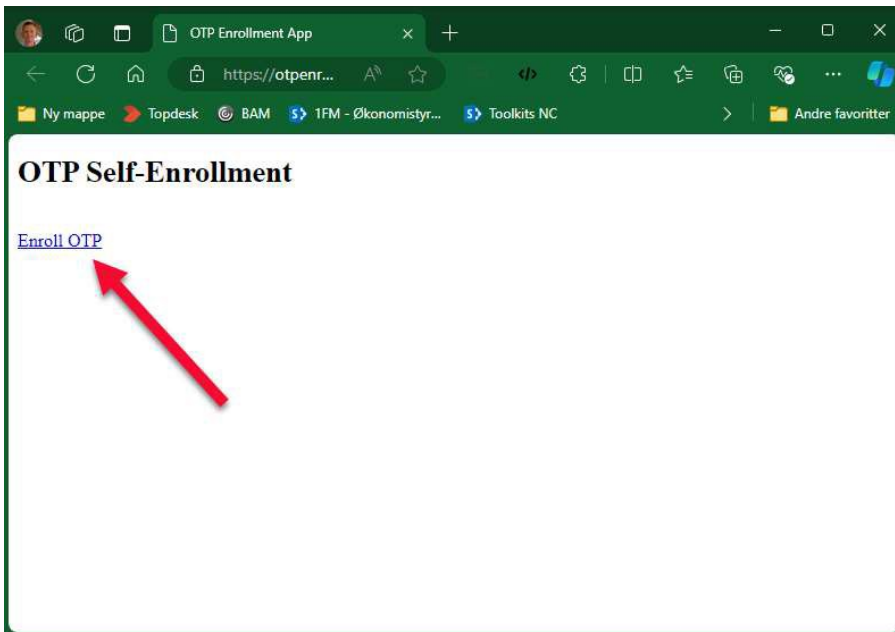 OTP Enrollment App
https://otpenr...
Ny mappe Topdesk BAM 1FM - Økonomistyr... Toolkits NC Andre favoritter
OTP Self-Enrollment
Enroll OTP